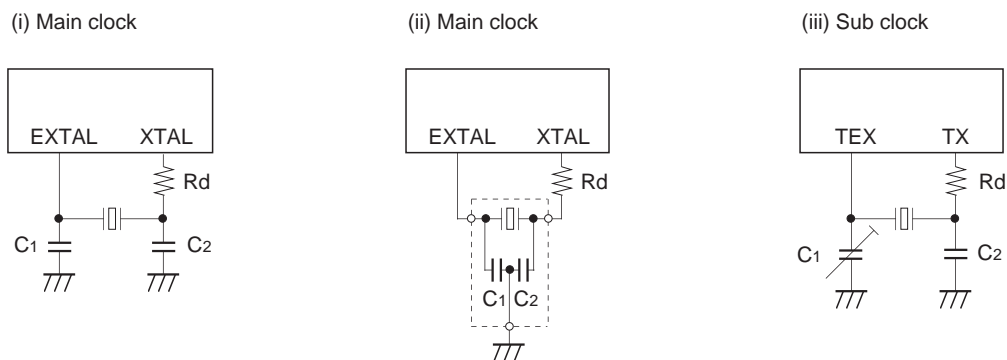 (i) Main clock
EXTAL XTAL
Rd
C1
C2
(ii) Main clock
EXTAL XTAL
Rd
C1 C2
(iii) Sub clock
TEX TX
Rd
C1
C2